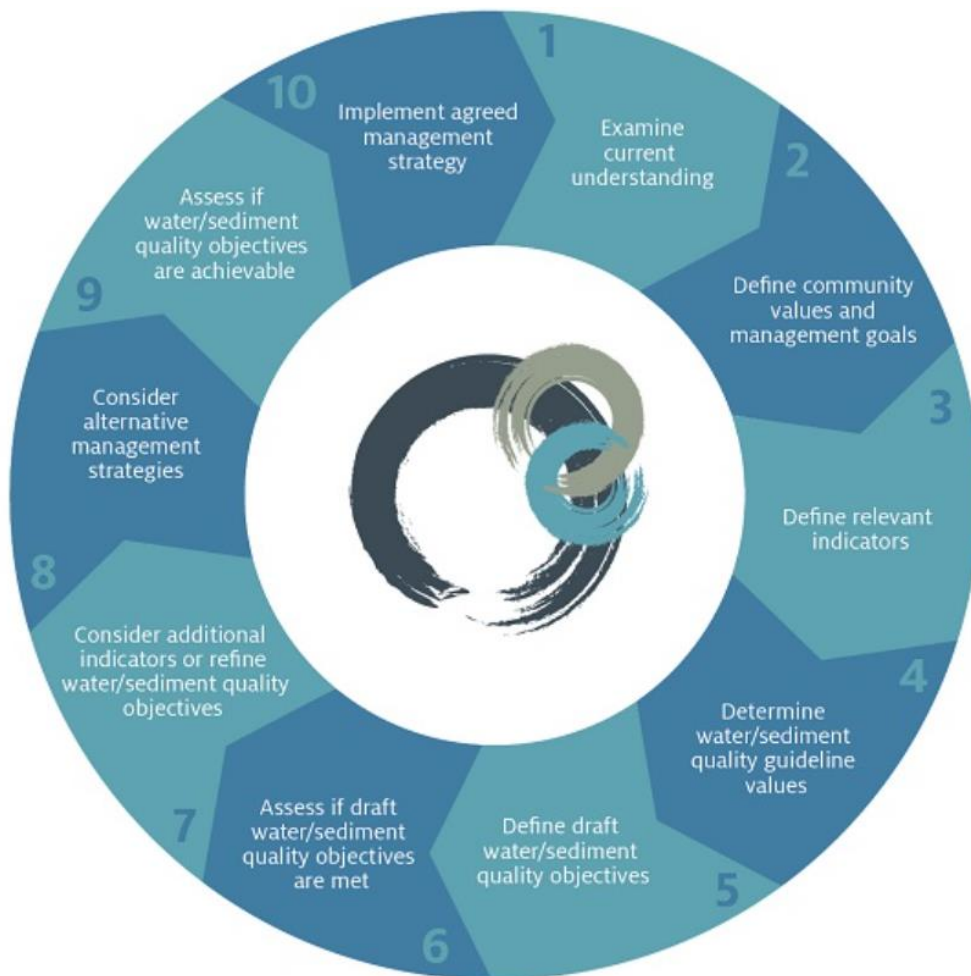 1
Examine
current
understanding
2
Define community
values and
management goals
3
Define relevant
indicators
4
Determine
water/sediment
quality guideline
values
5
Define draft
water/sediment
quality objectives
6
Assess if draft
water/sediment
quality objectives
are met
7
Consider additional
indicators or refine
water/sediment quality
objectives
8
Consider
alternative
management
strategies
9
Assess if
water/sediment
quality objectives
are achievable
10
Implement agreed
management
strategy